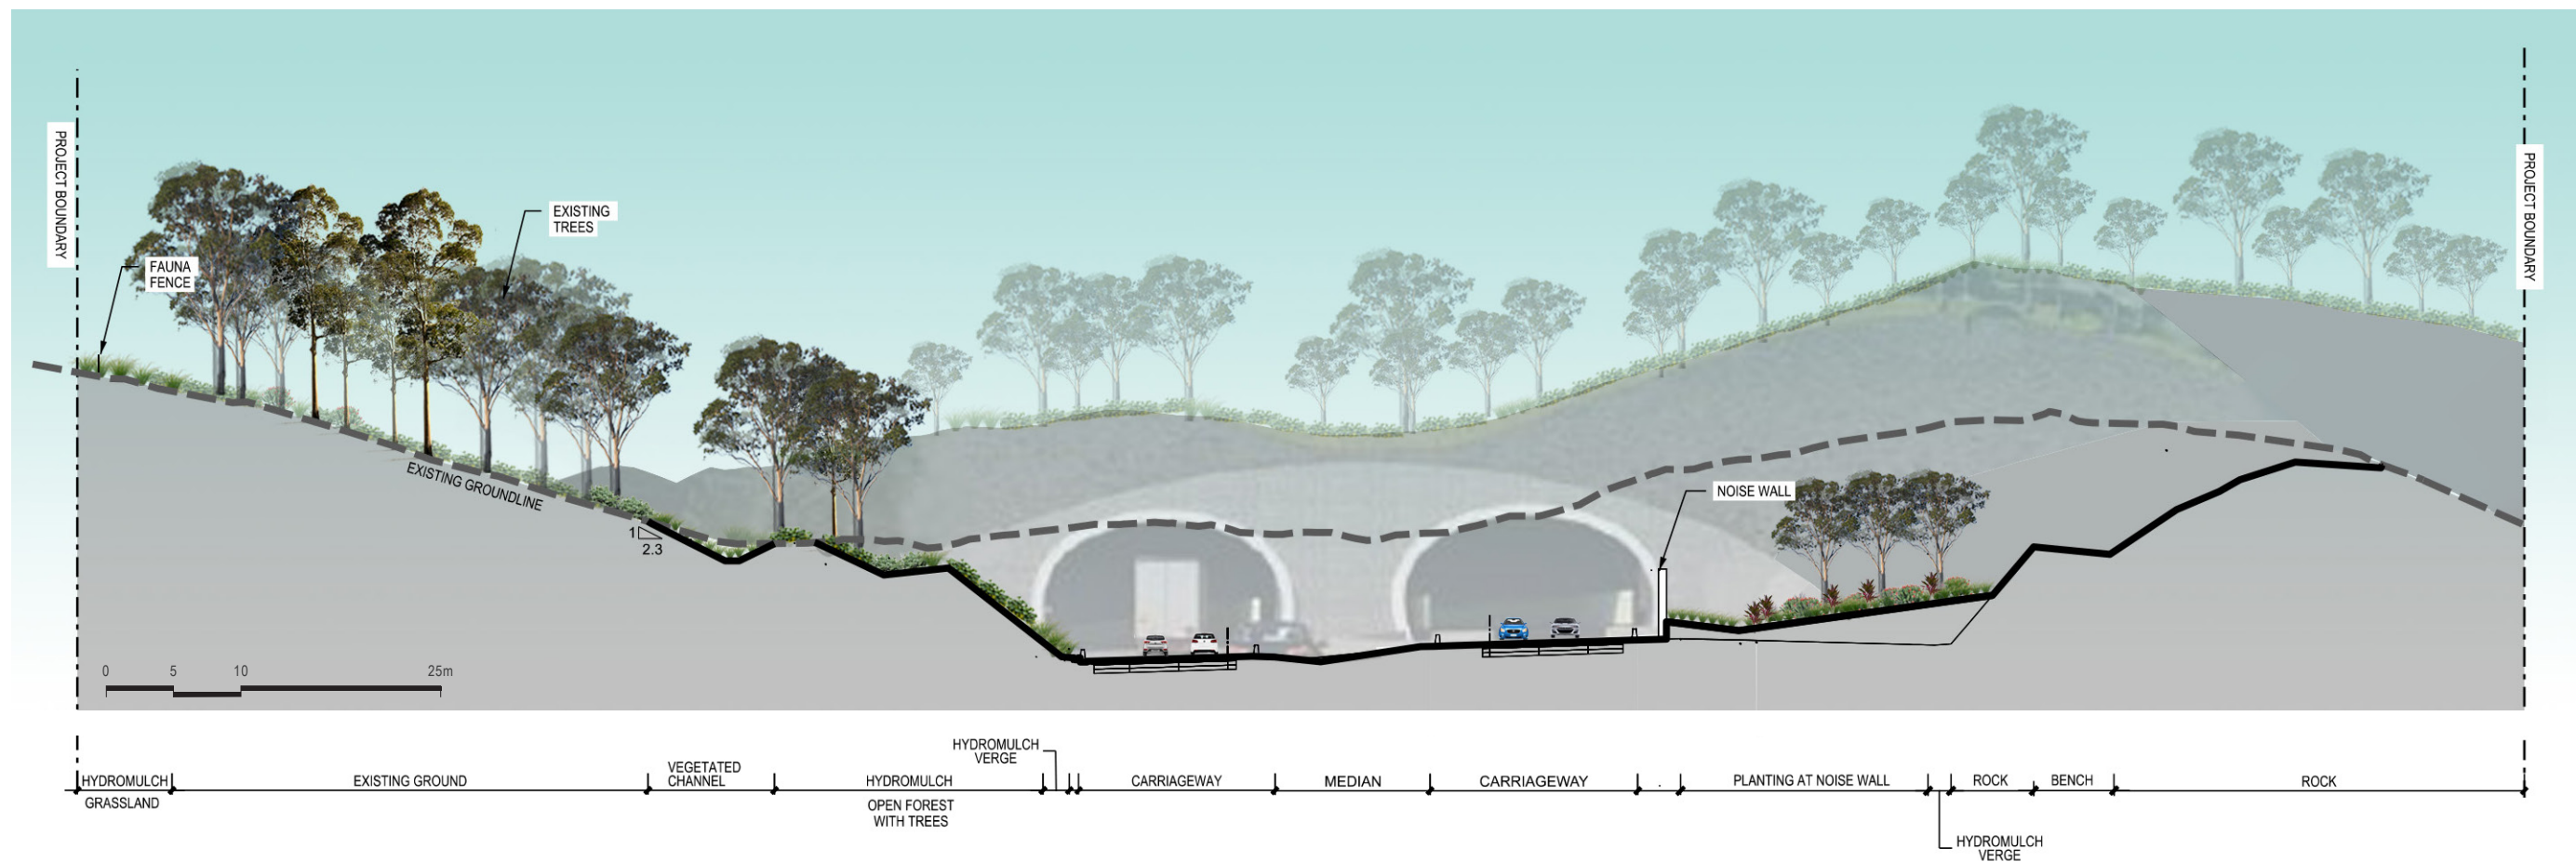 PROJECT BOUNDARY
FAUNA
FENCE
EXISTING
TREES
EXISTING GROUNDLINE
1
2.3
NOISE WALL
PROJECT BOUNDARY
0 5 10 25m
HYDROMULCH
GRASSLAND
EXISTING GROUND
VEGETATED
CHANNEL
HYDROMULCH
OPEN FOREST
WITH TREES
HYDROMULCH
VERGE
CARRIAGEWAY
MEDIAN
CARRIAGEWAY
PLANTING AT NOISE WALL
HYDROMULCH
VERGE
ROCK
BENCH
ROCK